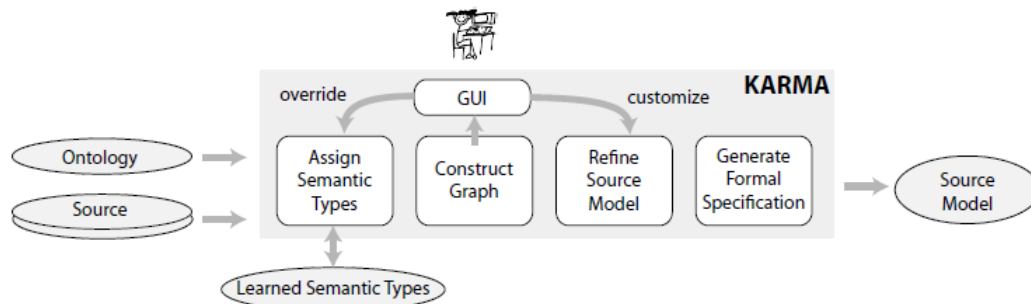 KARMA
override
GUI
customize
Ontology
Source
Assign
Semantic
Types
Construct
Graph
Refine
Source
Model
Generate
Formal
Specification
Source
Model
Learned Semantic Types